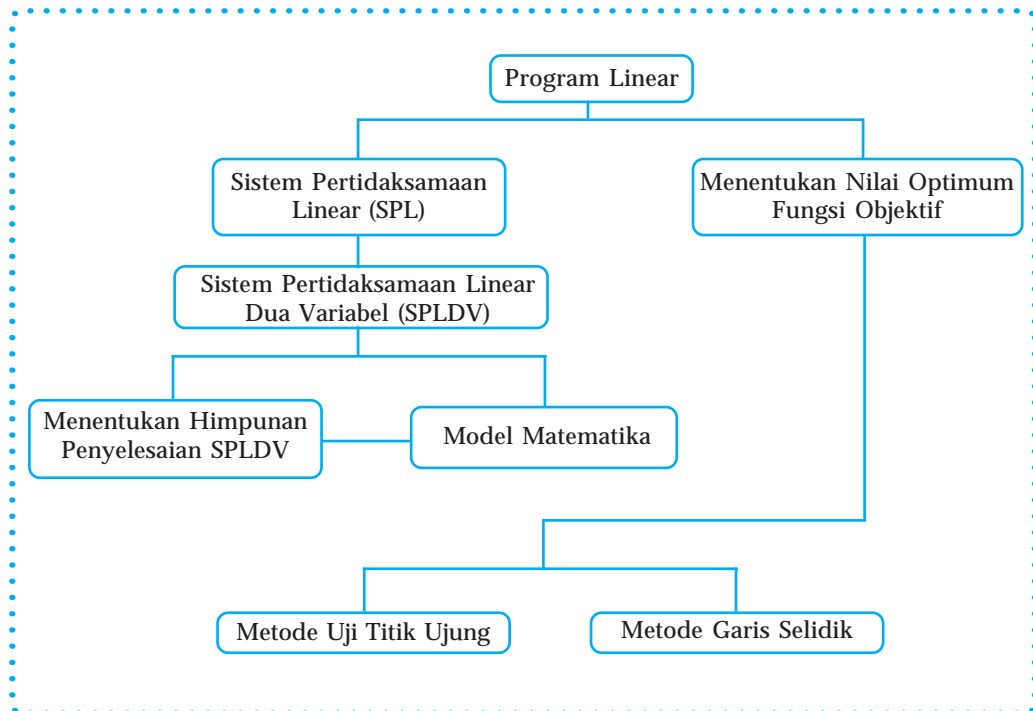 Program Linear
Sistem Pertidaksamaan
Linear (SPL)
Menentukan Nilai Optimum
Fungsi Objektif
Sistem Pertidaksamaan Linear
Dua Variabel (SPLDV)
Menentukan Himpunan
Penyelesaian SPLDV
Model Matematika
Metode Uji Titik Ujung
Metode Garis Selidik